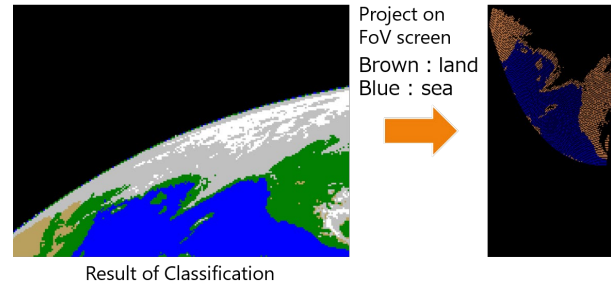 Project on
FoV screen
Brown : land
Blue : sea
Result of Classification